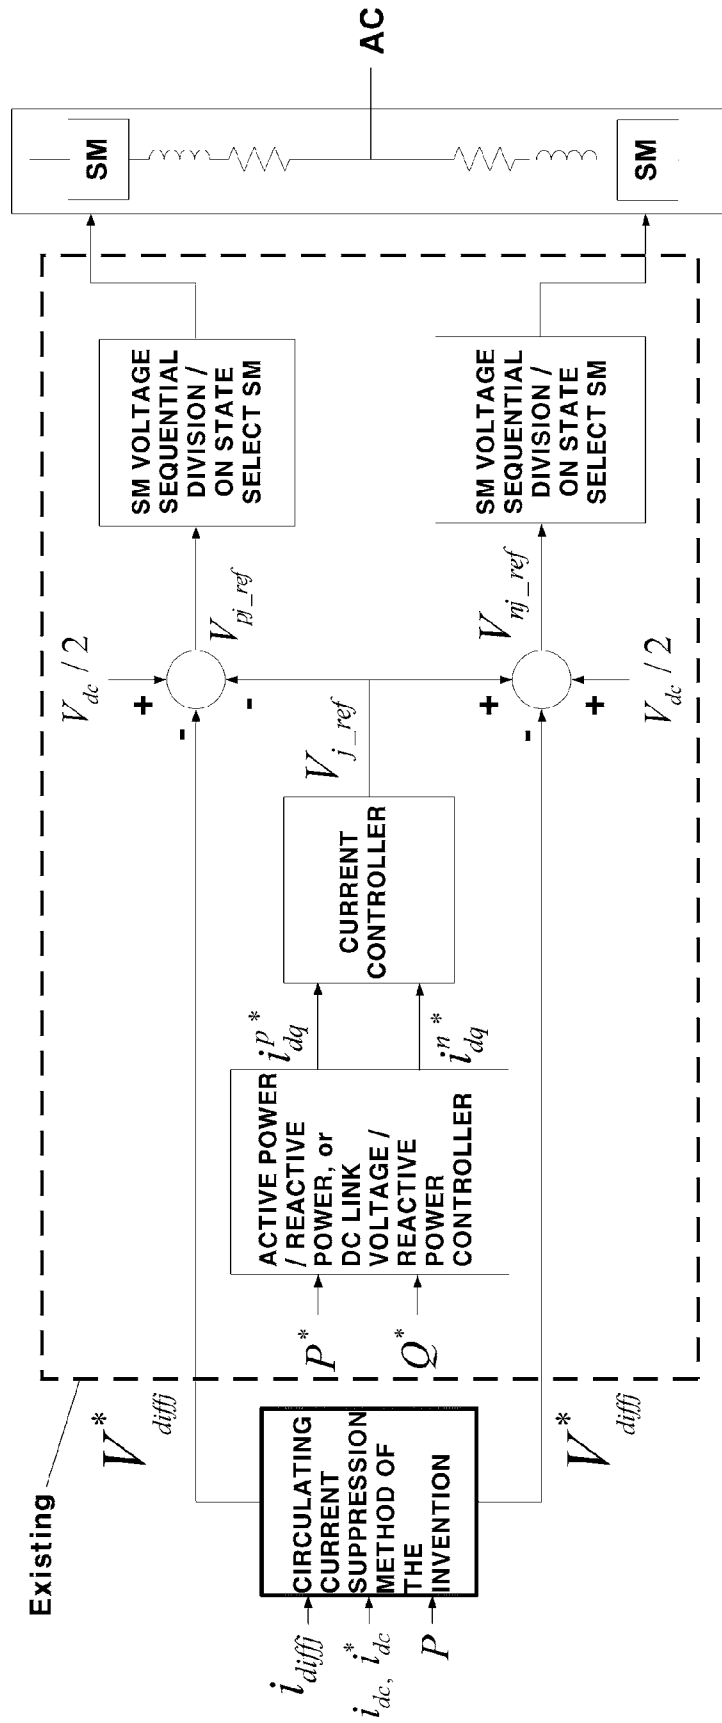 Existing
i_diffj
i_dc, i*_dc
P
CIRCULATING
CURRENT
SUPPRESSION
METHOD OF
THE
INVENTION
V*_diffj
V*_diffj
P*
Q*
ACTIVE POWER
/ REACTIVE
POWER, or
DC LINK
VOLTAGE /
REACTIVE
POWER
CONTROLLER
i^p*_dq
i^n*_dq
CURRENT
CONTROLLER
V_j_ref
V_dc / 2
+
-
-
V_pj_ref
+
-
+
V_dc / 2
V_nj_ref
SM VOLTAGE
SEQUENTIAL
DIVISION /
ON STATE
SELECT SM
SM VOLTAGE
SEQUENTIAL
DIVISION /
ON STATE
SELECT SM
SM
SM
AC